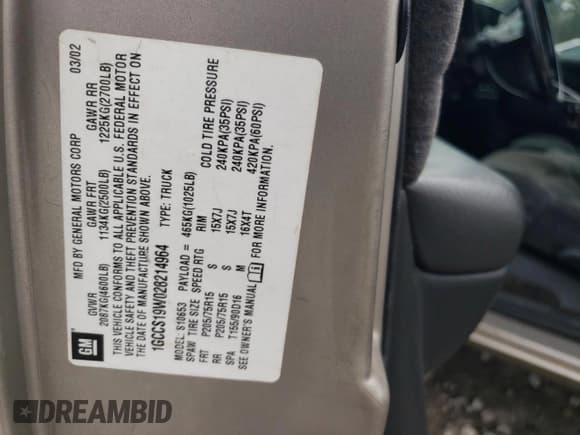 GM
MFD BY GENERAL MOTORS CORP 03/02
GVWR GAWR FRT GAWR RR
2087KG(4600LB) 1134KG(2500LB) 1225KG(2700LB)
THIS VEHICLE CONFORMS TO ALL APPLICABLE U.S. FEDERAL MOTOR
VEHICLE SAFETY AND THEFT PREVENTION STANDARDS IN EFFECT ON
THE DATE OF MANUFACTURE SHOWN ABOVE.
1GCCS19W028214964 TYPE: TRUCK
MODEL: S10653 PAYLOAD = 465KG(1025LB)
SPAW TIRE SIZE SPEED RTG RIM COLD TIRE PRESSURE
FRT P205/75R15 S 15X7J 240KPA(35PSI)
RR P205/75R15 S 15X7J 240KPA(35PSI)
SPA T155/90D16 M 16X4T 420KPA(60PSI)
SEE OWNER'S MANUAL FOR MORE INFORMATION.
DREAMBID